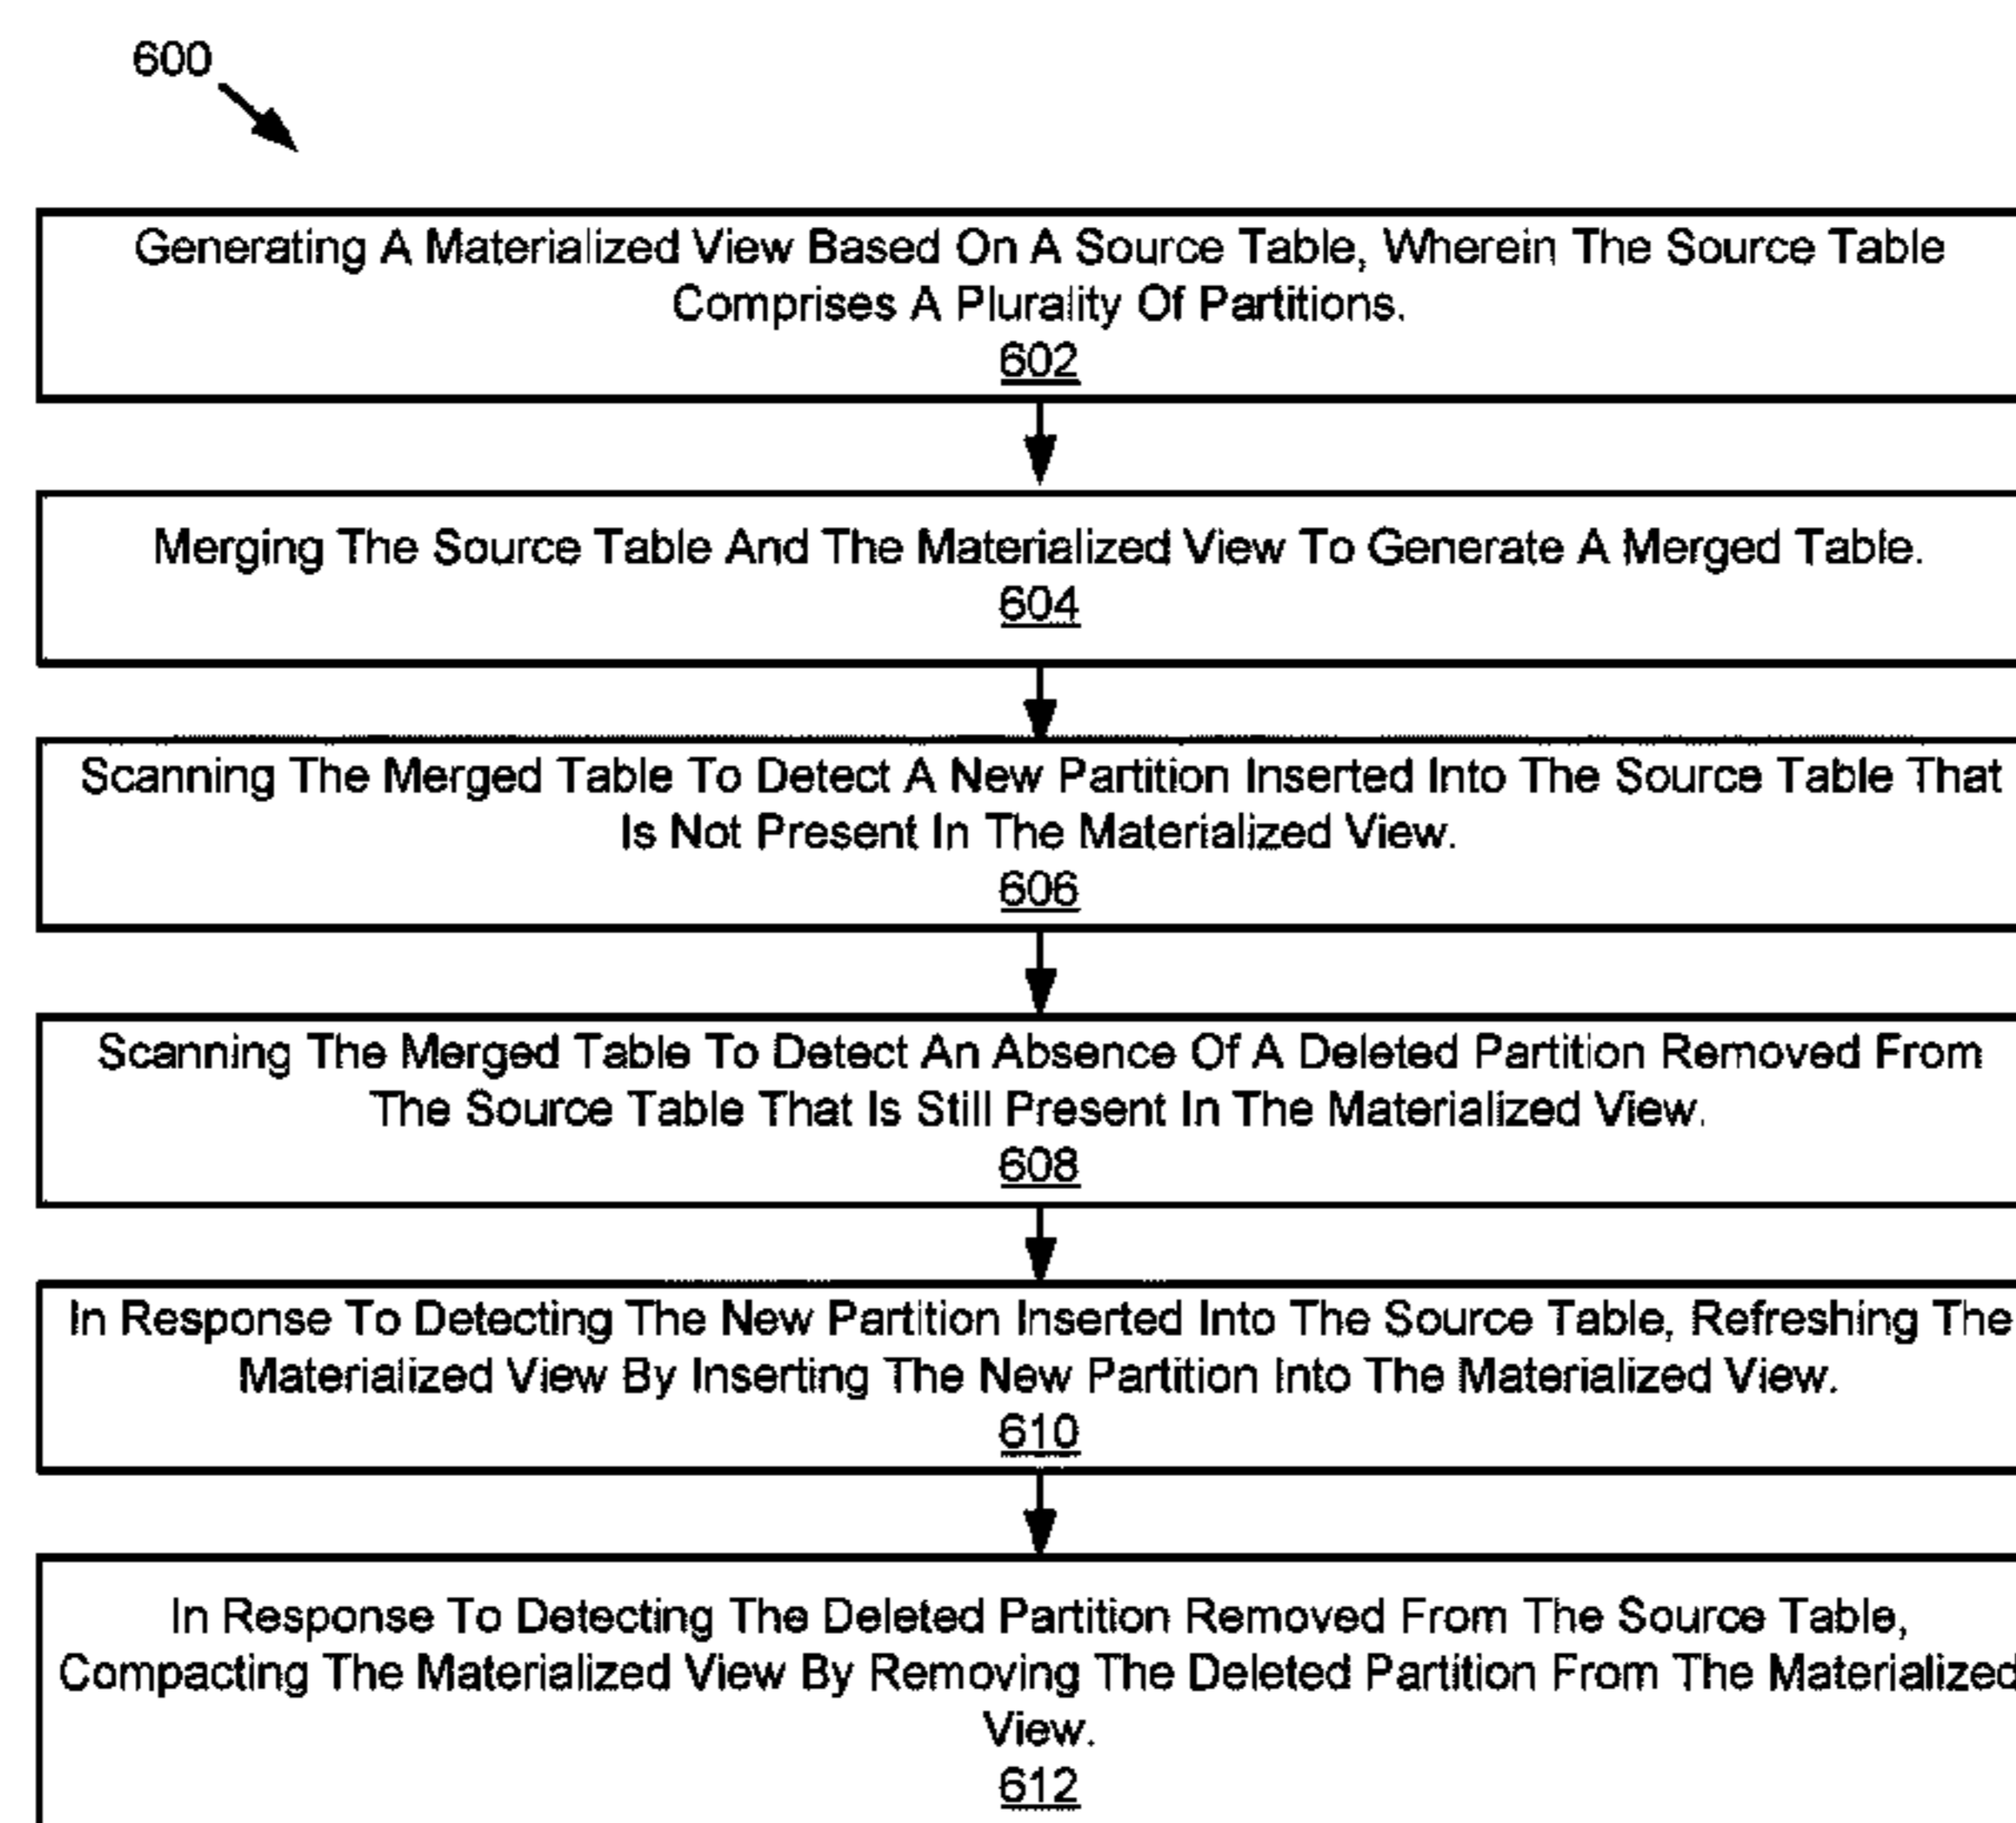 600
Generating A Materialized View Based On A Source Table, Wherein The Source Table
Comprises A Plurality Of Partitions.
602
Merging The Source Table And The Materialized View To Generate A Merged Table.
604
Scanning The Merged Table To Detect A New Partition Inserted Into The Source Table That
Is Not Present In The Materialized View.
606
Scanning The Merged Table To Detect An Absence Of A Deleted Partition Removed From
The Source Table That Is Still Present In The Materialized View.
608
In Response To Detecting The New Partition Inserted Into The Source Table, Refreshing The
Materialized View By Inserting The New Partition Into The Materialized View.
610
In Response To Detecting The Deleted Partition Removed From The Source Table,
Compacting The Materialized View By Removing The Deleted Partition From The Materialized
View.
612